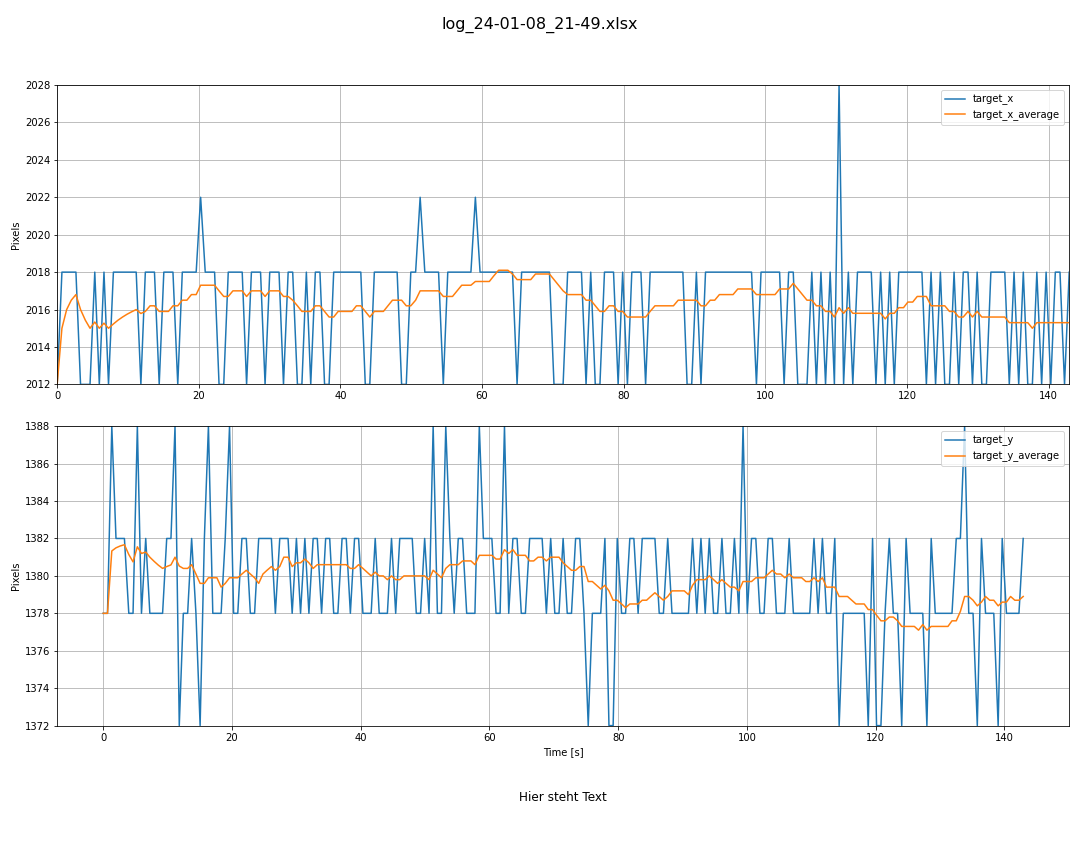 log_24-01-08_21-49.xlsx
2028
2026
2024
2022
2020
2018
2016
2014
2012
Pixels
target_x
target_x_average
0 20 40 60 80 100 120 140
1388
1386
1384
1382
1380
1378
1376
1374
1372
Pixels
target_y
target_y_average
0 20 40 60 80 100 120 140
Time [s]
Hier steht Text